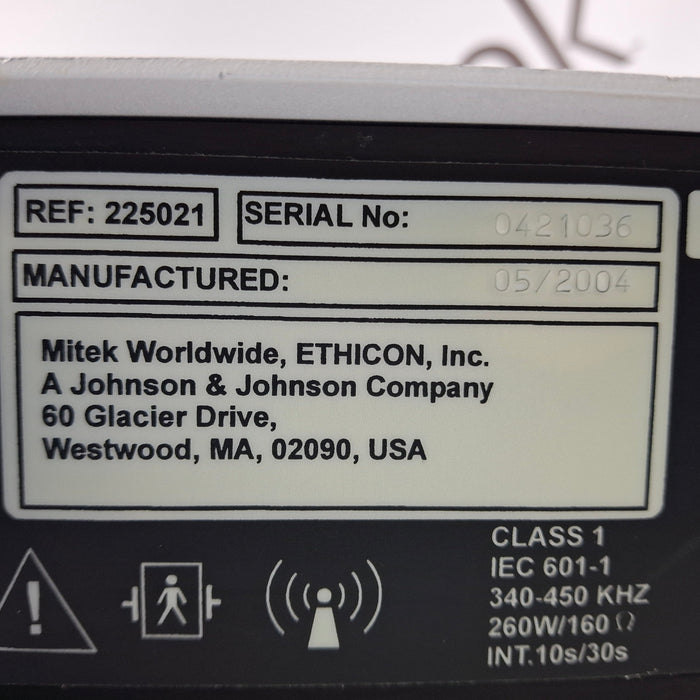 REF: 225021
SERIAL No: 0421036
MANUFACTURED: 05/2004
Mitek Worldwide, ETHICON, Inc.
A Johnson & Johnson Company
60 Glacier Drive,
Westwood, MA, 02090, USA
CLASS 1
IEC 601-1
340-450 KHZ
260W/160 Ω
INT.10s/30s